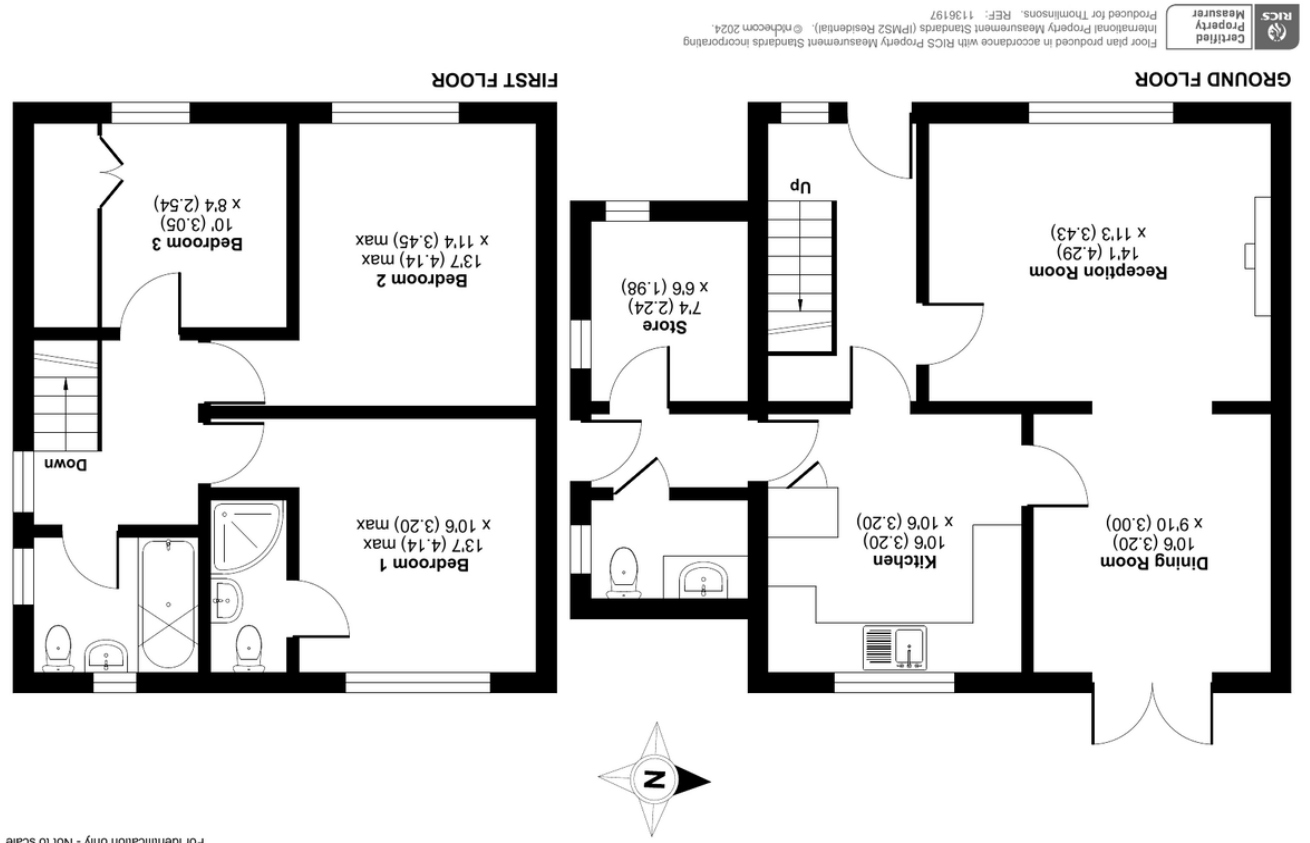 For identification only - Not to scale
N
Dining Room
10'6 (3.20)
x 9'10 (3.00)
Kitchen
10'6 (3.20)
x 10'6 (3.20)
Reception Room
14'1 (4.29)
x 11'3 (3.43)
Store
7'4 (2.24)
x 6'6 (1.98)
Up
GROUND FLOOR
Bedroom 1
13'7 (4.14) max
x 10'6 (3.20) max
Down
Bedroom 2
13'7 (4.14) max
x 11'4 (3.45) max
Bedroom 3
10' (3.05)
x 8'4 (2.54)
FIRST FLOOR
RICS
Certified
Property
Measurer
Floor plan produced in accordance with RICS Property Measurement Standards incorporating
International Property Measurement Standards (IPMS2 Residential). ©nichecom 2024.
Produced for Thomlinsons. REF: 1136197